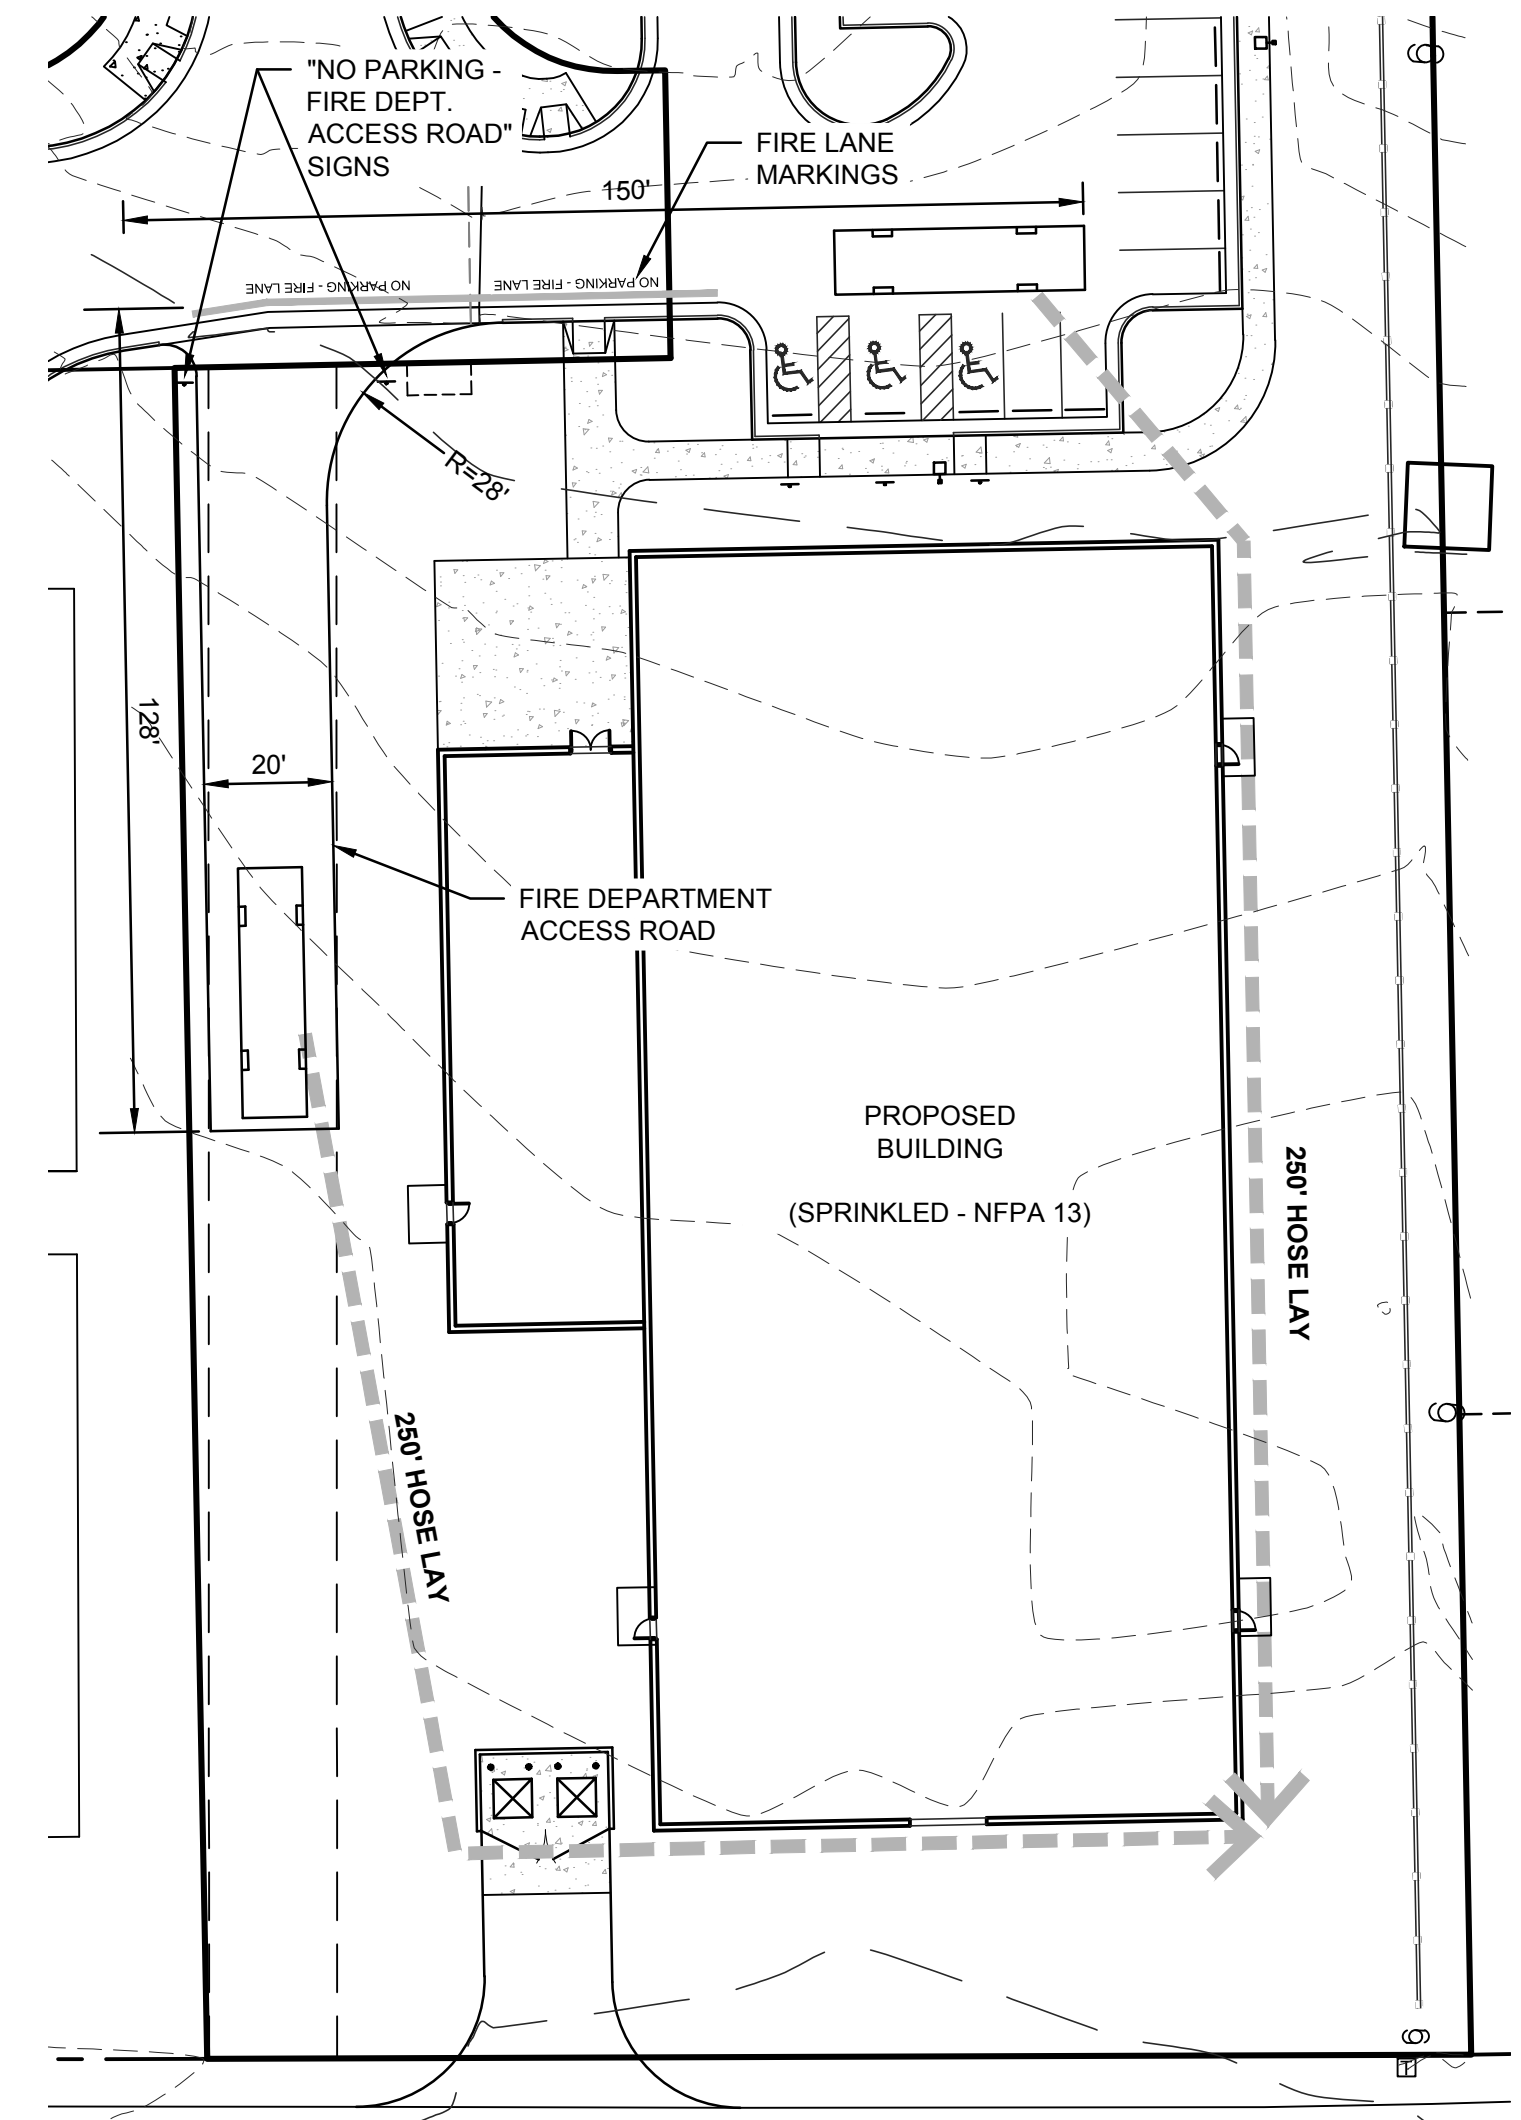 "NO PARKING -
FIRE DEPT.
ACCESS ROAD"
SIGNS
FIRE LANE
MARKINGS
150'
NO PARKING - FIRE LANE
NO PARKING - FIRE LANE
R=28'
128'
20'
FIRE DEPARTMENT
ACCESS ROAD
PROPOSED
BUILDING
(SPRINKLED - NFPA 13)
250' HOSE LAY
250' HOSE LAY